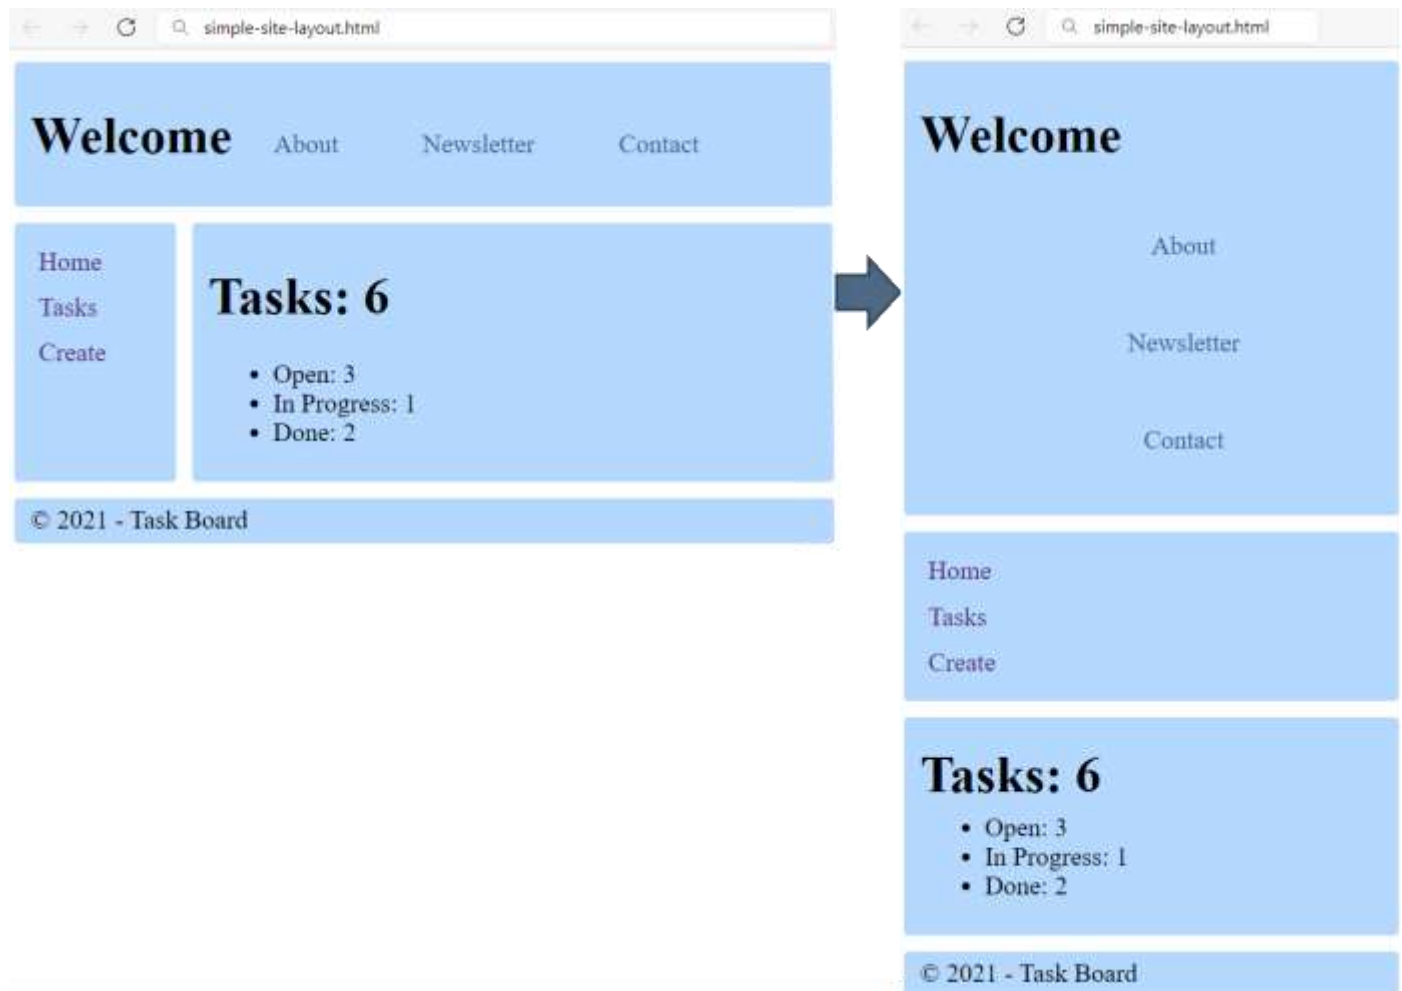 simple-site-layout.html
Welcome About Newsletter Contact
Home
Tasks
Create
Tasks: 6
• Open: 3
• In Progress: 1
• Done: 2
© 2021 - Task Board
simple-site-layout.html
Welcome
About
Newsletter
Contact
Home
Tasks
Create
Tasks: 6
• Open: 3
• In Progress: 1
• Done: 2
© 2021 - Task Board